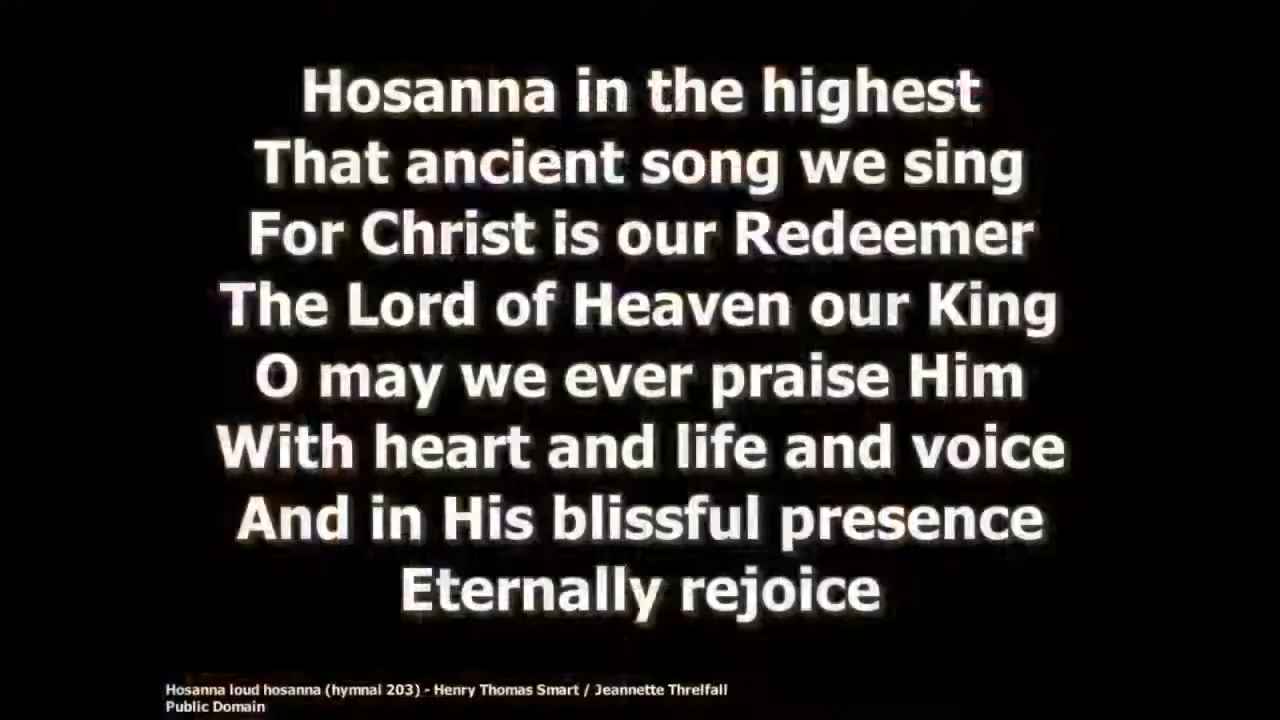 Hosanna in the highest
That ancient song we sing
For Christ is our Redeemer
The Lord of Heaven our King
O may we ever praise Him
With heart and life and voice
And in His blissful presence
Eternally rejoice
Hosanna loud hosanna (hymnal 203) - Henry Thomas Smart / Jeannette Threlfall
Public Domain